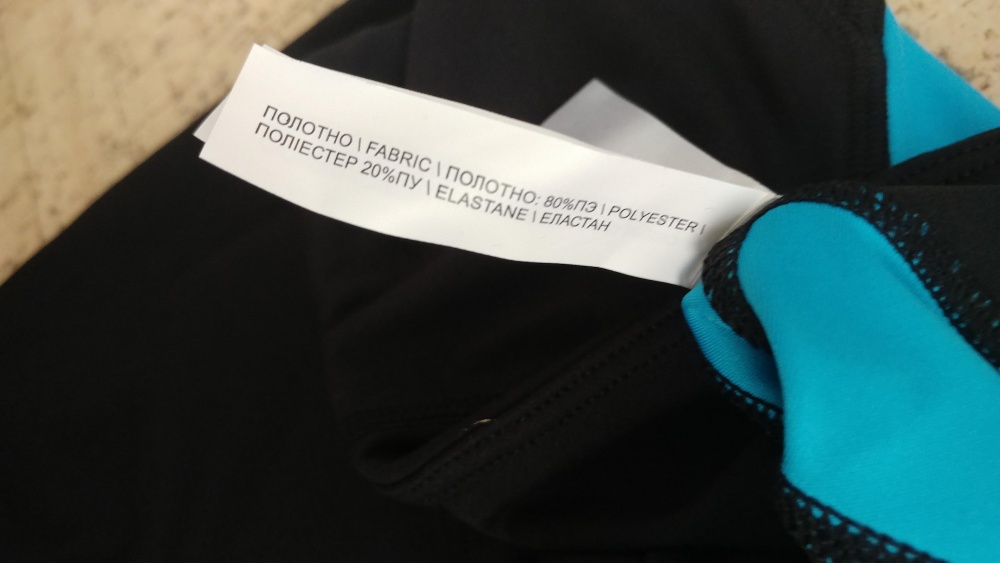 ПОЛОТНО \ FABRIC \ ПОЛОТНО: 80%ПЭ \ POLYESTER \
ПОЛІЕСТЕР 20%ПУ \ ELASTANE \ ЕЛАСТАН